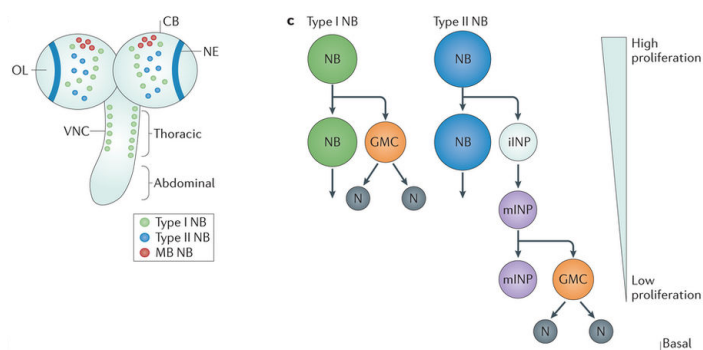 CB
NE
OL
VNC
Thoracic
Abdominal
Type I NB
Type II NB
MB NB
c
Type I NB
Type II NB
NB
NB
High
proliferation
NB
GMC
NB
iINP
N
N
mINP
mINP
GMC
Low
proliferation
N
N
Basal